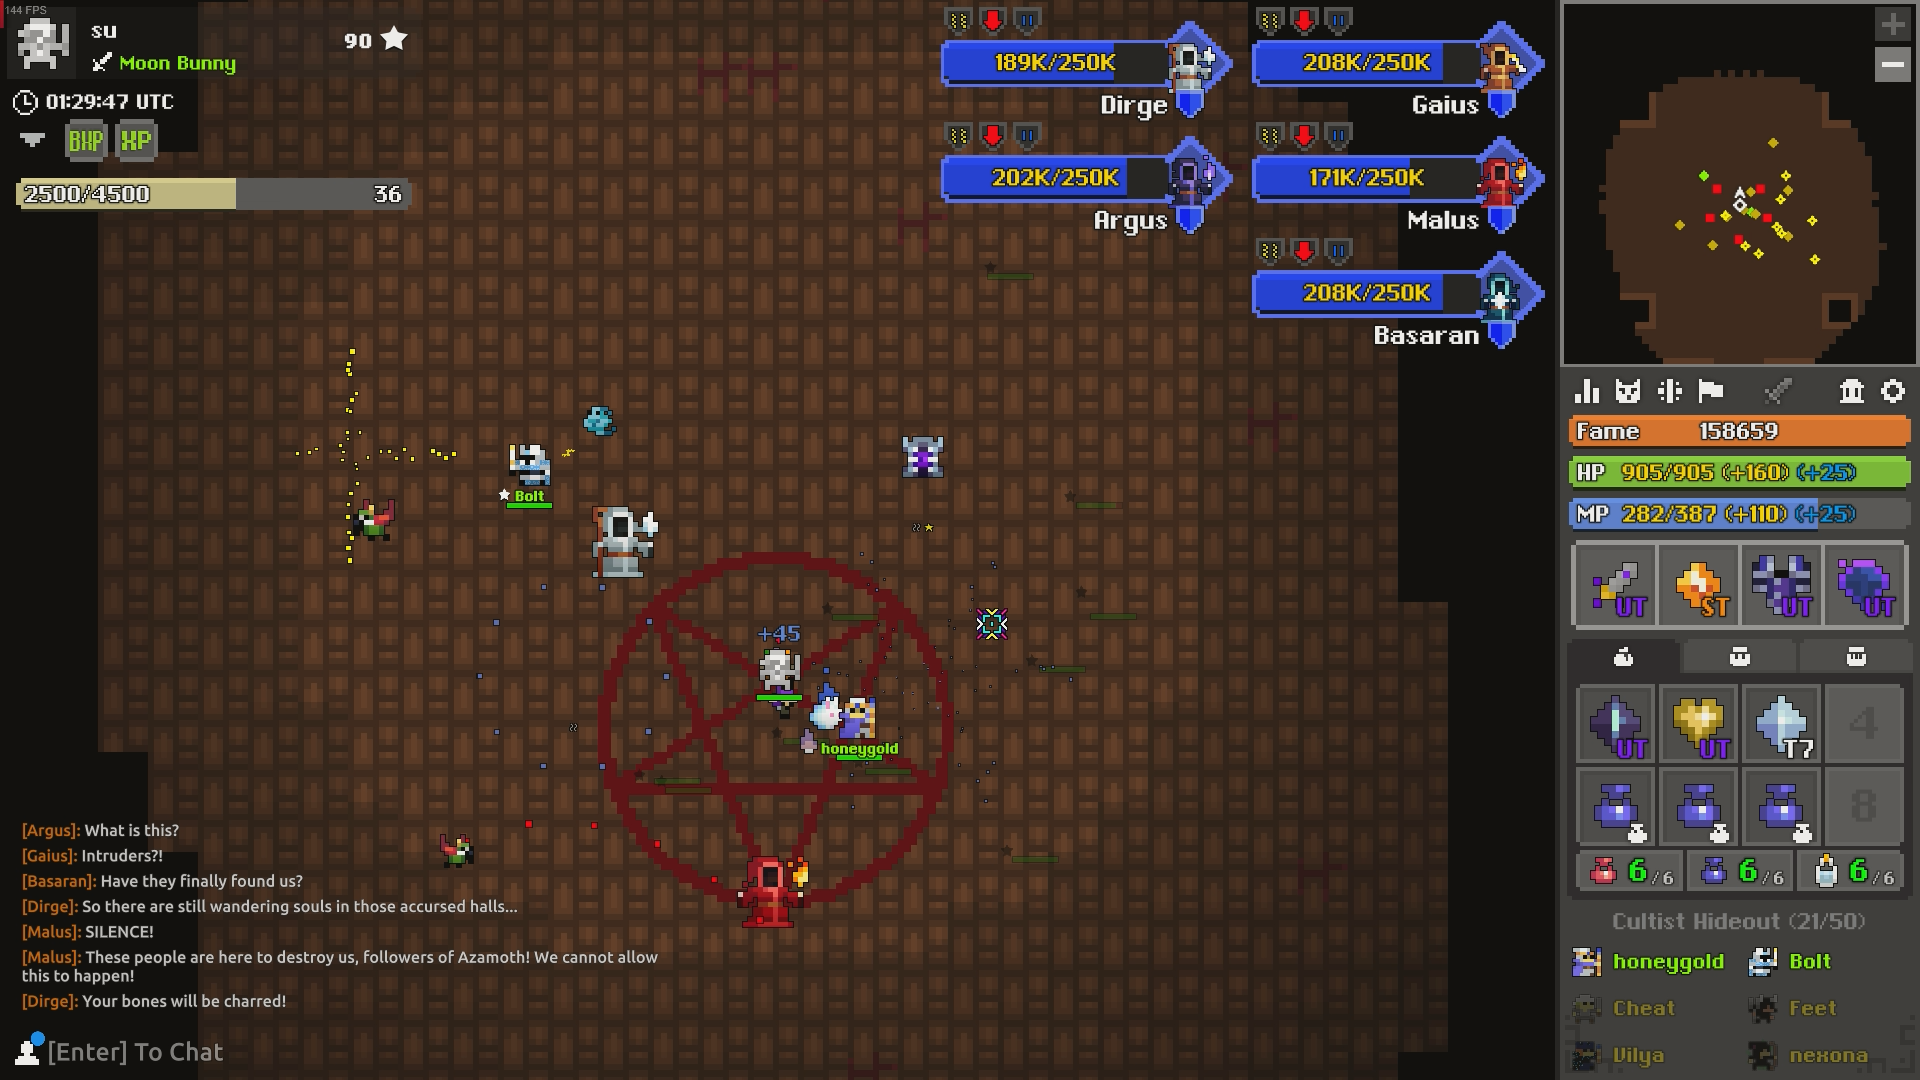 144 FPS
su
90
Moon Bunny
01:29:47 UTC
BXP XP
2500/4500 36
189K/250K
Dirge
208K/250K
Gaius
202K/250K
Argus
171K/250K
Malus
208K/250K
Basaran
Fame 158659
HP 905/905 (+160) (+25)
MP 282/387 (+110) (+25)
UT ST UT UT
UT UT T7 4
8
6/6 6/6 6/6
Cultist Hideout (21/50)
honeygold Bolt
Cheat Feet
Vilya nexona
Bolt
+45
honeygold
[Argus]: What is this?
[Gaius]: Intruders?!
[Basaran]: Have they finally found us?
[Dirge]: So there are still wandering souls in those accursed halls...
[Malus]: SILENCE!
[Malus]: These people are here to destroy us, followers of Azamoth! We cannot allow
this to happen!
[Dirge]: Your bones will be charred!
[Enter] To Chat